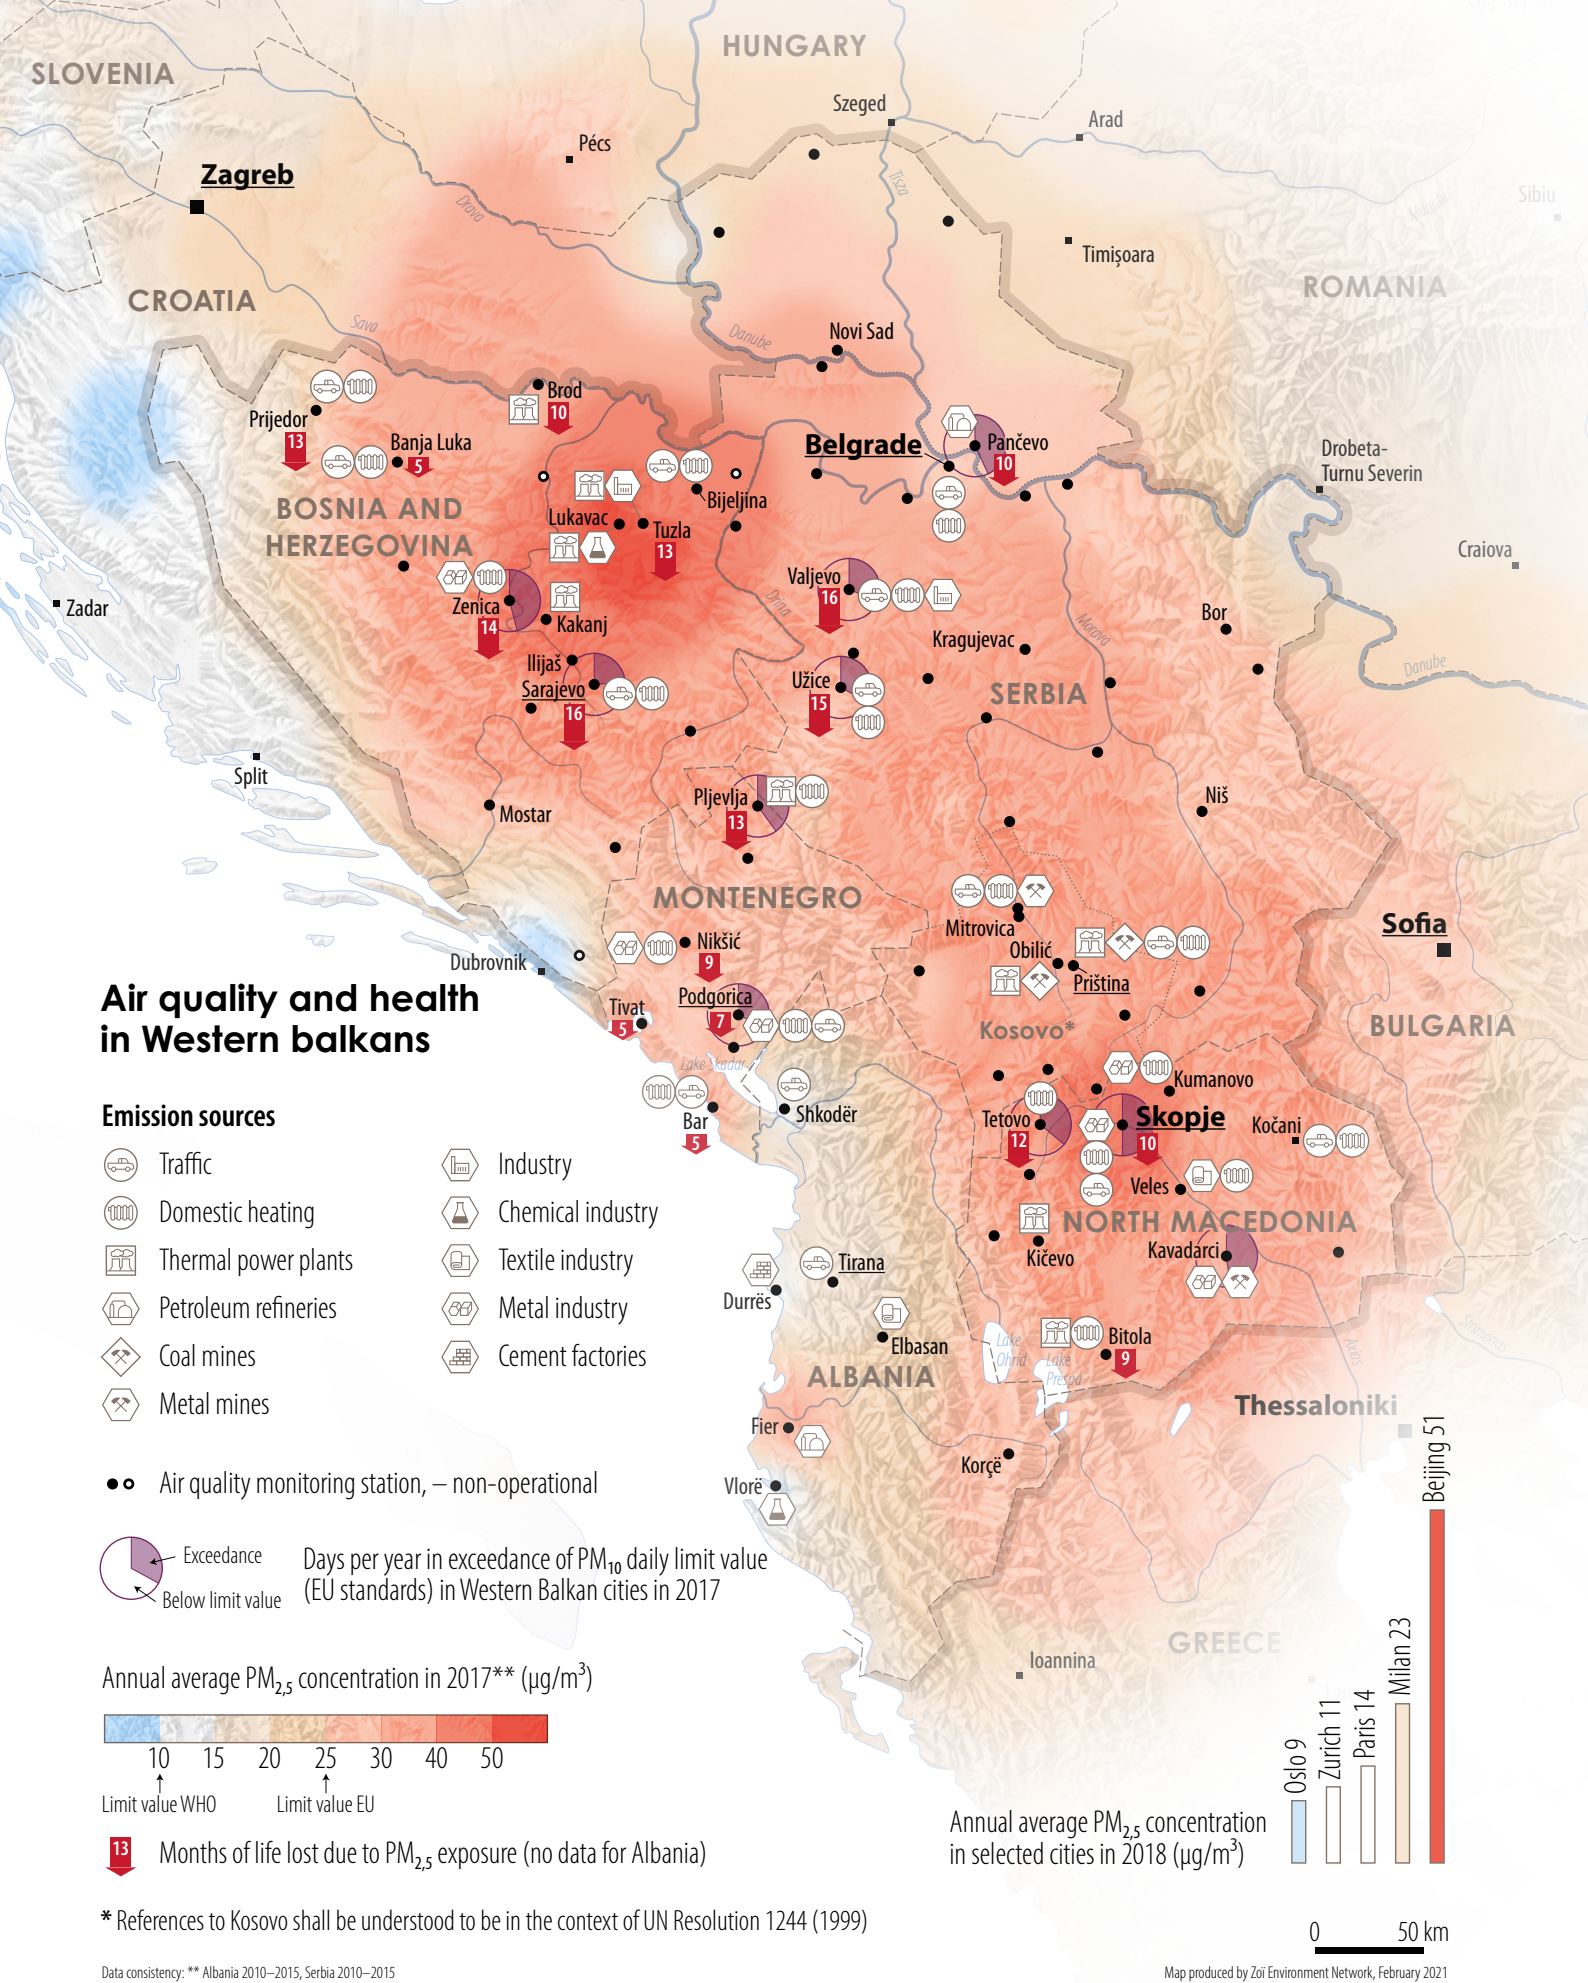 HUNGARY
SLOVENIA
Szeged
Arad
Pécs
Zagreb
Tisza
Sibiu
Drava
Timișoara
ROMANIA
CROATIA
Sava
Danube
Novi Sad
Brod
10
Prijedor
13
Banja Luka
5
Belgrade
Pančevo
10
Drobeta-
Turnu Severin
BOSNIA AND
HERZEGOVINA
Bijeljina
Lukavac
Tuzla
13
Craiova
Zadar
Zenica
14
Kakanj
Valjevo
16
Drina
Morava
Bor
Kragujevac
Ilijaš
Sarajevo
16
Užice
15
SERBIA
Danube
Split
Mostar
Pljevlja
13
Niš
MONTENEGRO
Mitrovica
Sofia
Nikšić
9
Obilić
Priština
Dubrovnik
Air quality and health
in Western balkans
Tivat
5
Podgorica
7
Kosovo*
BULGARIA
Lake Skadar
Kumanovo
Shkodër
Bar
5
Tetovo
12
Skopje
10
Kočani
Veles
Emission sources
Traffic
Industry
Domestic heating
Chemical industry
Thermal power plants
Textile industry
Petroleum refineries
Metal industry
Coal mines
Cement factories
Metal mines
NORTH MACEDONIA
Kičevo
Kavadarci
Tirana
Durrës
Elbasan
Lake
Ohrid
Lake
Prespa
Bitola
9
Axios
Strimonas
ALBANIA
Thessaloniki
Fier
Korçë
Vlorë
Air quality monitoring station, – non-operational
Exceedance
Below limit value
Days per year in exceedance of PM10 daily limit value
(EU standards) in Western Balkan cities in 2017
GREECE
Ioannina
Annual average PM2,5 concentration in 2017** (µg/m³)
10 15 20 25 30 40 50
Limit value WHO
Limit value EU
13
Months of life lost due to PM2,5 exposure (no data for Albania)
Oslo 9
Zurich 11
Paris 14
Milan 23
Beijing 51
Annual average PM2,5 concentration
in selected cities in 2018 (µg/m³)
* References to Kosovo shall be understood to be in the context of UN Resolution 1244 (1999)
0 50 km
Data consistency: ** Albania 2010–2015, Serbia 2010–2015
Map produced by Zoï Environment Network, February 2021